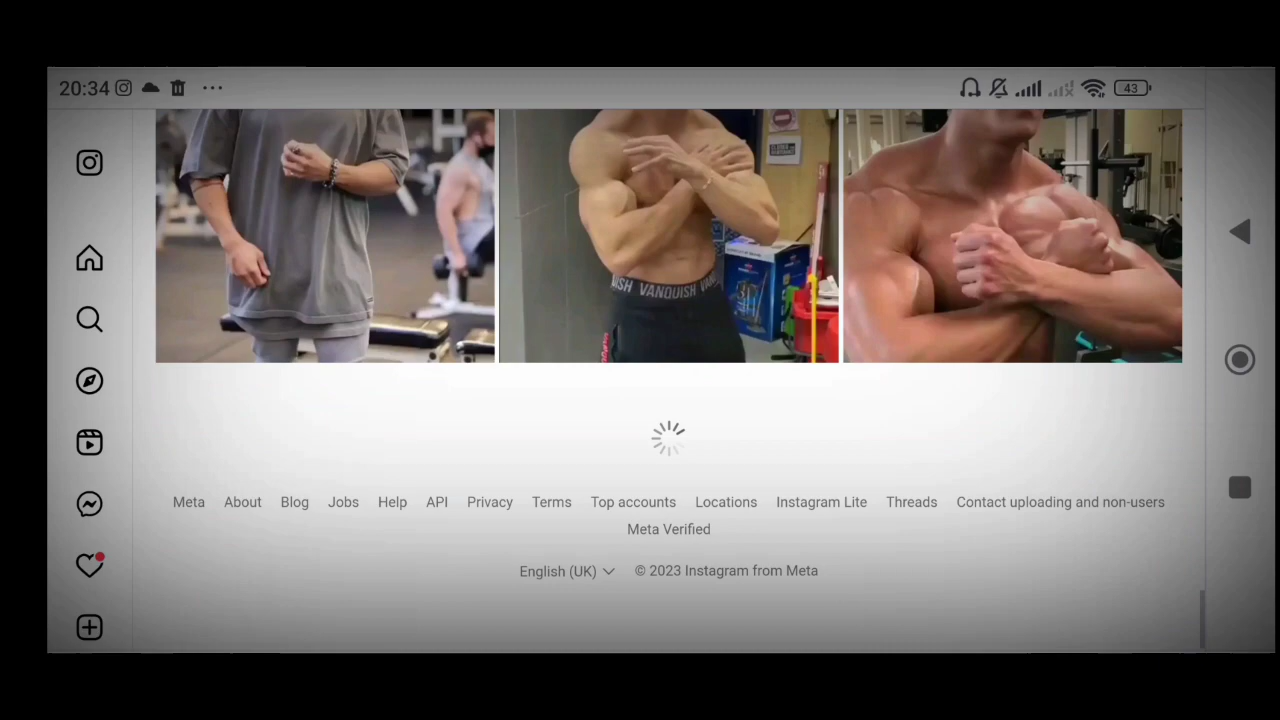 20:34
43
VANQUISH
Meta About Blog Jobs Help API Privacy Terms Top accounts Locations Instagram Lite Threads Contact uploading and non-users
Meta Verified
English (UK) © 2023 Instagram from Meta